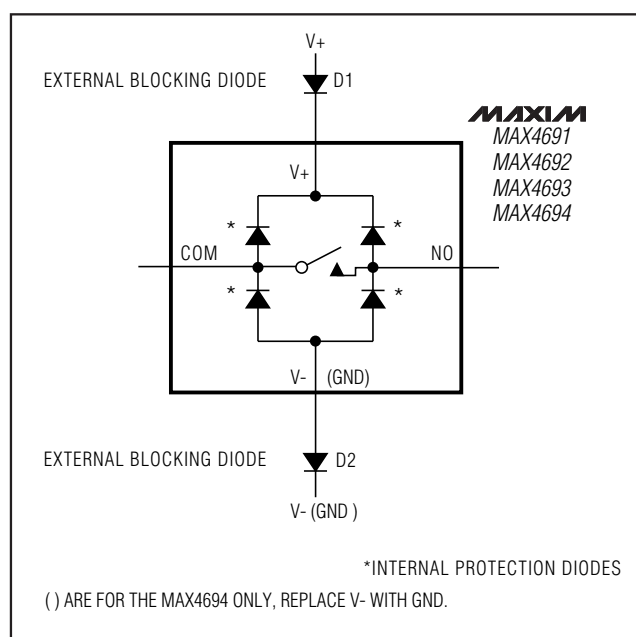 V+
EXTERNAL BLOCKING DIODE D1
MAXIM
MAX4691
MAX4692
MAX4693
MAX4694
V+
* *
COM NO
* *
V- (GND)
EXTERNAL BLOCKING DIODE D2
V- (GND )
*INTERNAL PROTECTION DIODES
( ) ARE FOR THE MAX4694 ONLY, REPLACE V- WITH GND.